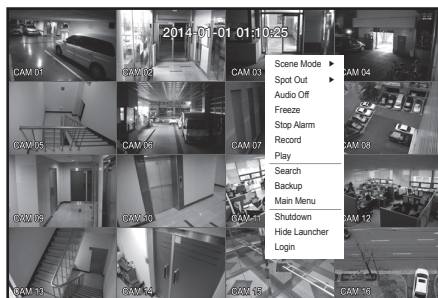 2014-01-01 01:10:25
CAM 01
CAM 02
CAM 03
CAM 04
Scene Mode ▶
Spot Out ▶
Audio Off
Freeze
Stop Alarm
Record
Play
Search
Backup
Main Menu
Shutdown
Hide Launcher
Login
CAM 05
CAM 06
CAM 07
CAM 08
CAM 09
CAM 10
CAM 11
CAM 12
CAM 13
CAM 14
CAM 15
CAM 16